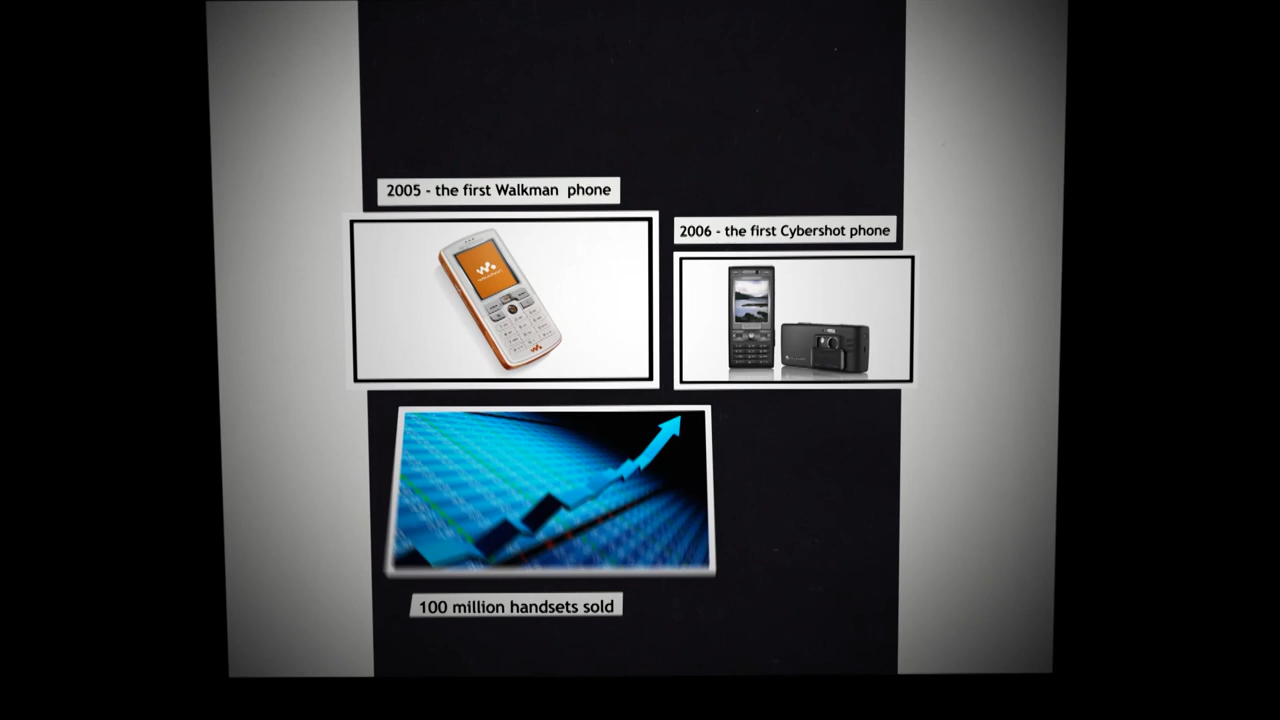 2005 - the first Walkman  phone
2006 - the first Cybershot phone
100 million handsets sold